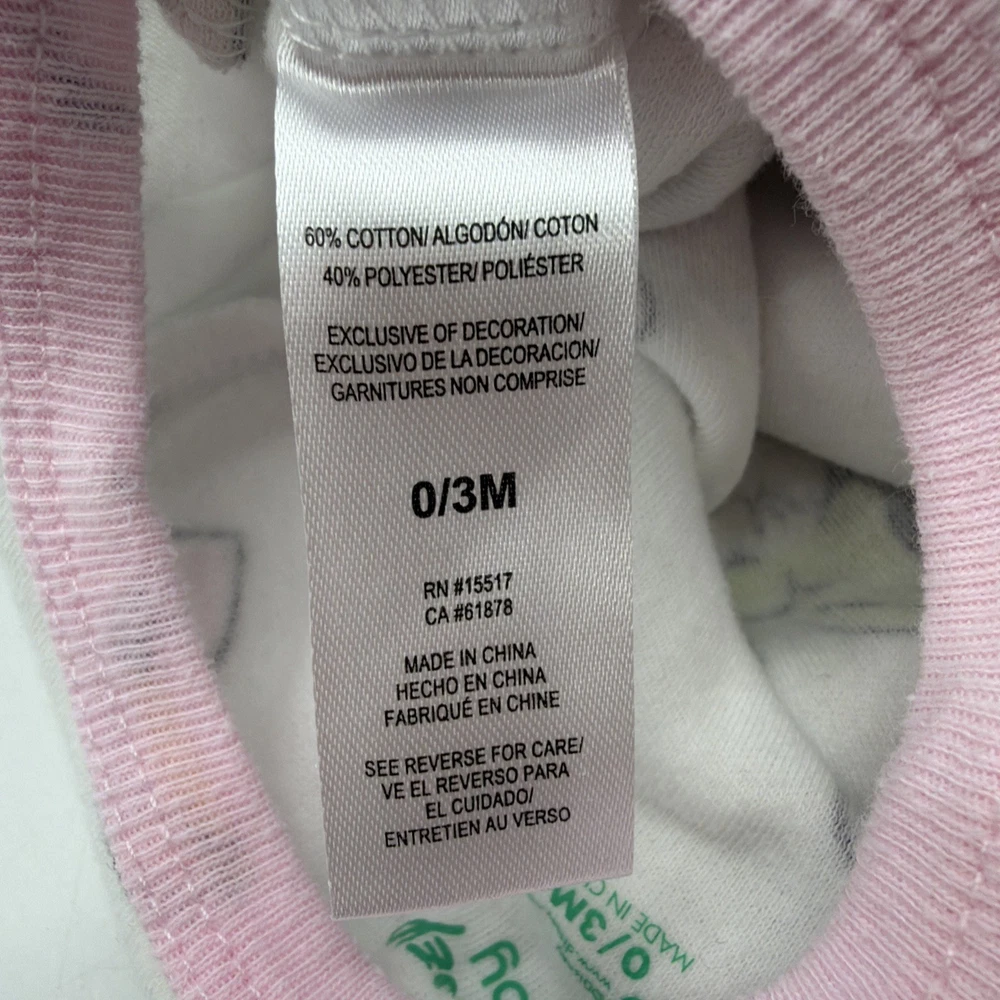 60% COTTON/ ALGODÓN/ COTON
40% POLYESTER/ POLIÉSTER
EXCLUSIVE OF DECORATION/
EXCLUSIVO DE LA DECORACION/
GARNITURES NON COMPRISE
0/3M
RN #15517
CA #61878
MADE IN CHINA
HECHO EN CHINA
FABRIQUÉ EN CHINE
SEE REVERSE FOR CARE/
VE EL REVERSO PARA
EL CUIDADO/
ENTRETIEN AU VERSO
0/3M
MADE IN